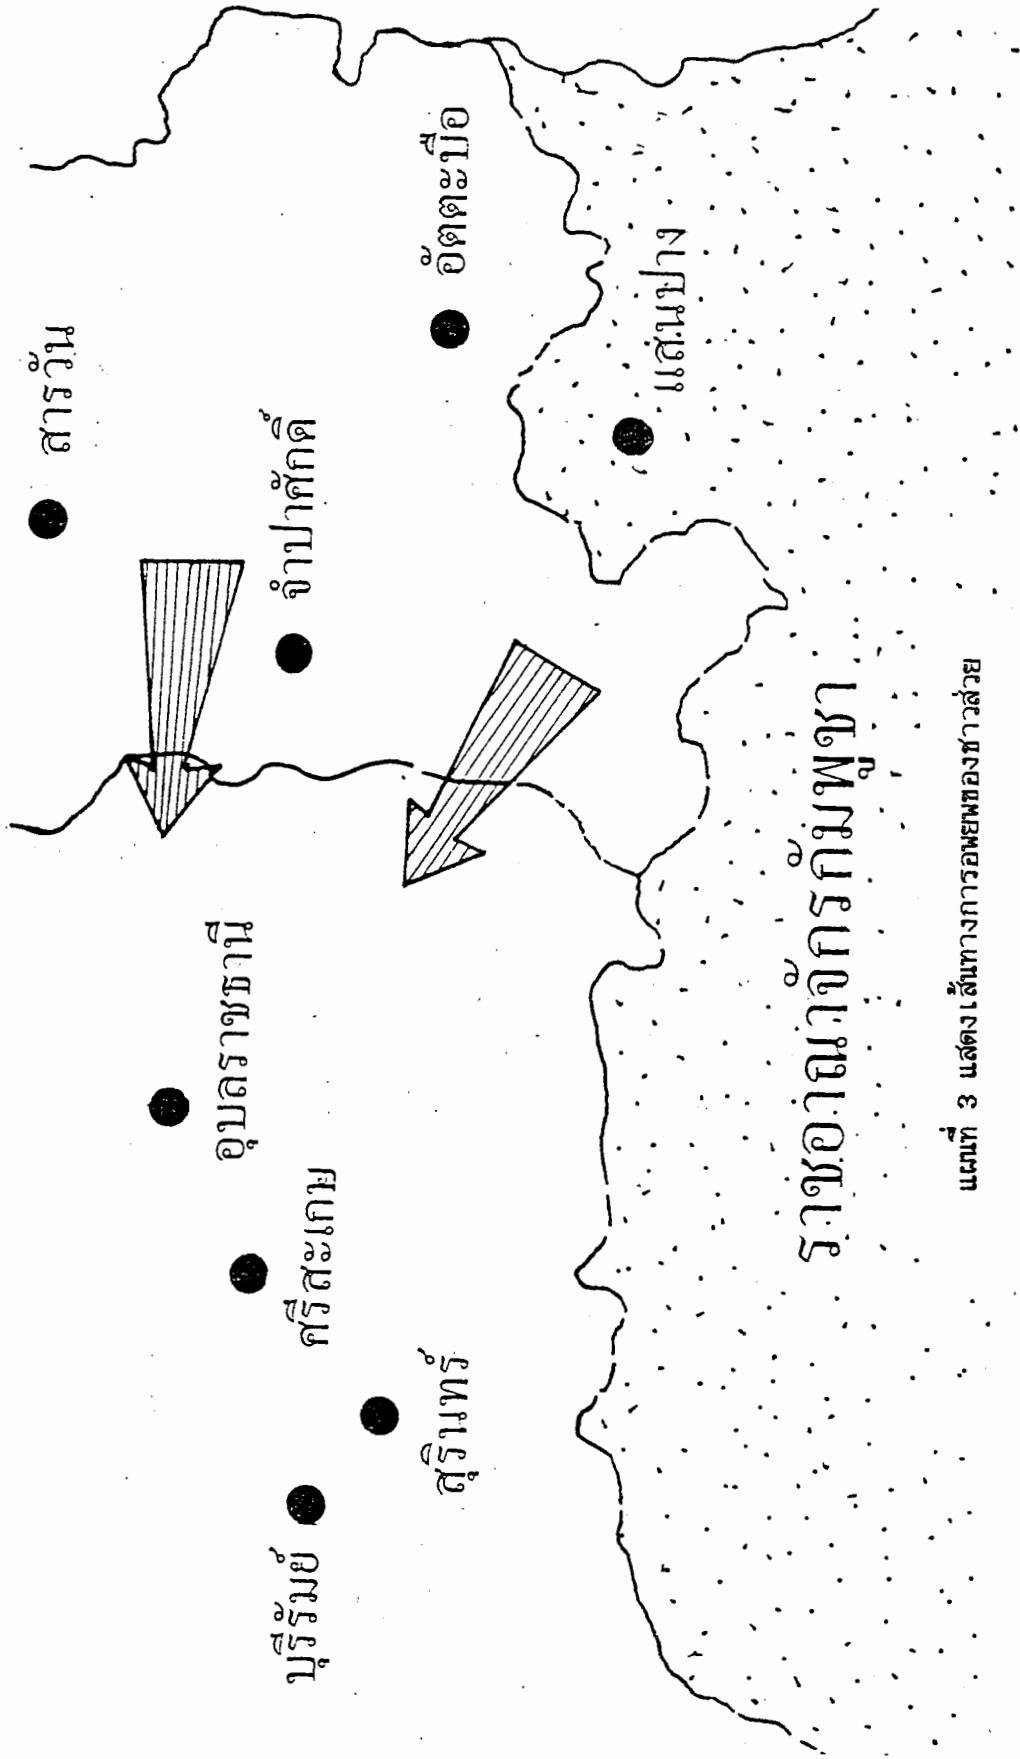 สารวัน
อุบลราชธานี
จำปาศักดิ์
บุรีรัมย์
ศรีสะเกษ
อัตตะปือ
สุรินทร์
แสนปาง
ราชอาณาจักรกัมพูชา
แผนที่ 3 แสดงเส้นทางการอพยพของชาวส่วย